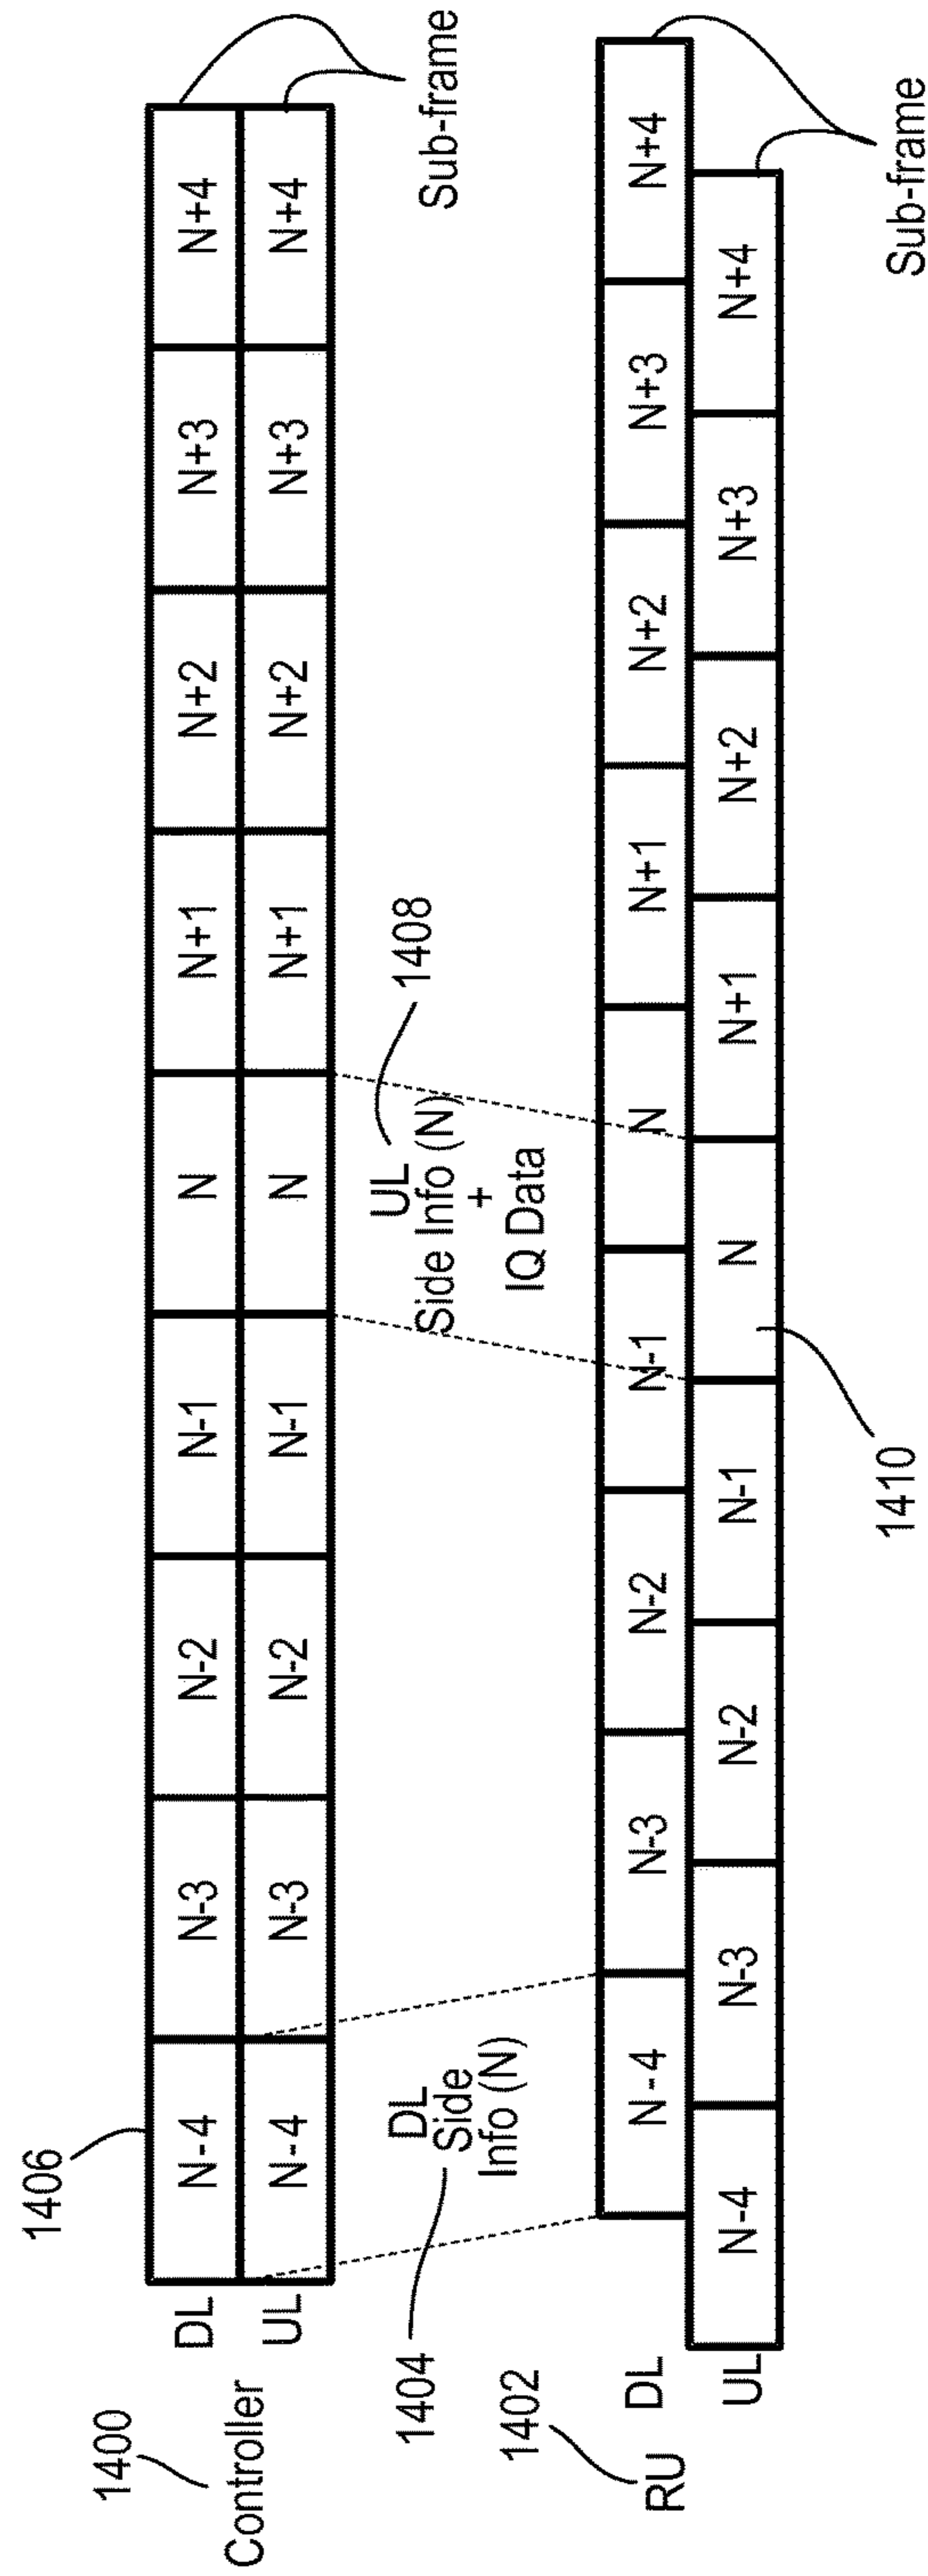 1400
Controller
1406
DL N-4 N-3 N-2 N-1 N N+1 N+2 N+3 N+4
UL N-4 N-3 N-2 N-1 N N+1 N+2 N+3 N+4
Sub-frame
1404
DL
Side
Info (N)
UL
Side Info (N)
+
IQ Data
1408
1402
RU
DL N-4 N-3 N-2 N-1 N N+1 N+2 N+3 N+4
UL N-4 N-3 N-2 N-1 N N+1 N+2 N+3 N+4
1410
Sub-frame